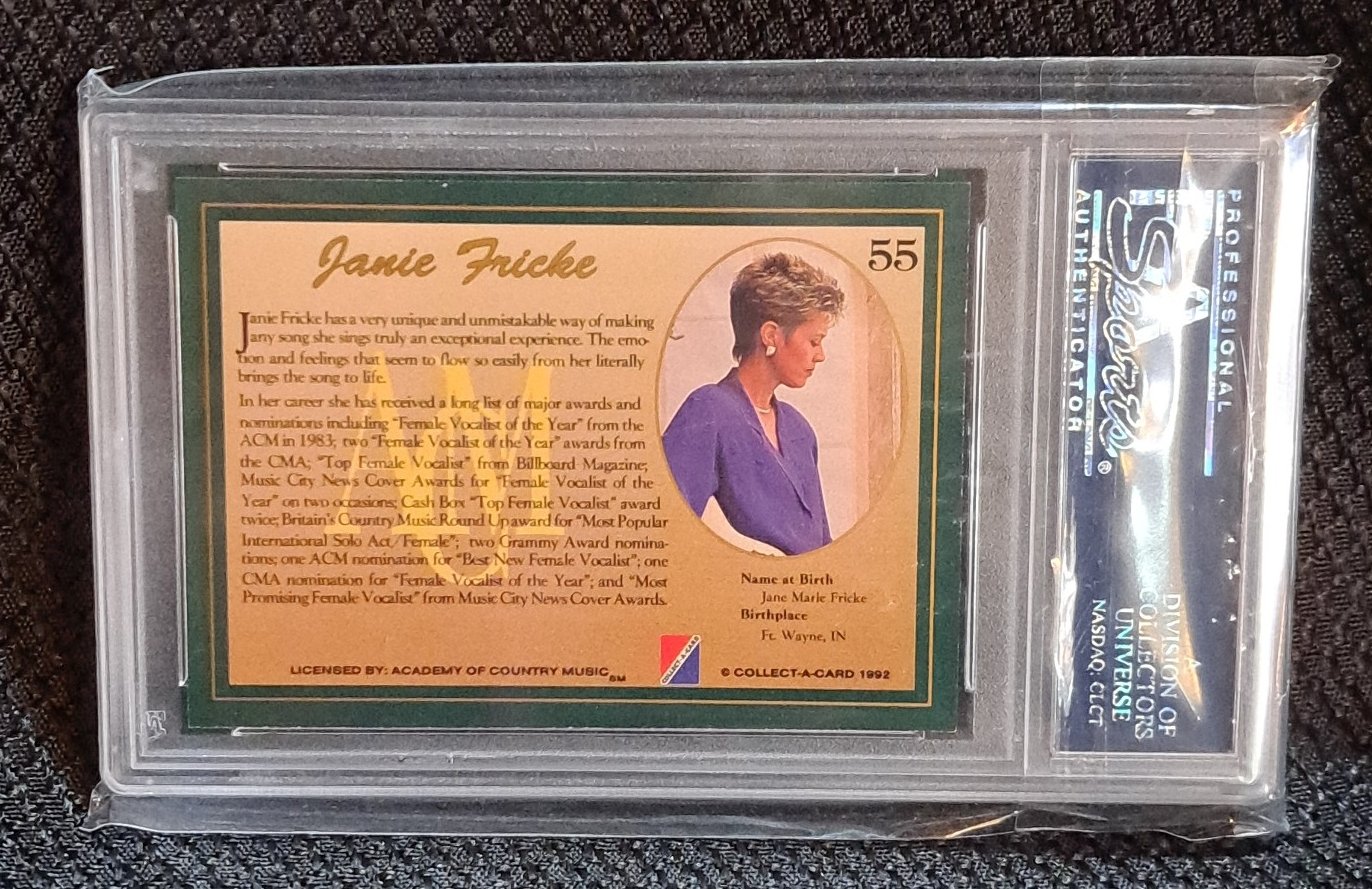 Janie Fricke
55
Janie Fricke has a very unique and unmistakable way of making
any song she sings truly an exceptional experience. The emo-
tion and feelings that seem to flow so easily from her literally
brings the song to life.
In her career she has received a long list of major awards and
nominations including "Female Vocalist of the Year" from the
ACM in 1983; two "Female Vocalist of the Year" awards from
the CMA; "Top Female Vocalist" from Billboard Magazine;
Music City News Cover Awards for "Female Vocalist of the
Year" on two occasions; Cash Box "Top Female Vocalist" award
twice; Britain's Country Music Round Up award for "Most Popular
International Solo Act/Female"; two Grammy Award nomina-
tions; one ACM nomination for "Best New Female Vocalist"; one
CMA nomination for "Female Vocalist of the Year"; and "Most
Promising Female Vocalist" from Music City News Cover Awards.
Name at Birth
Jane Marie Fricke
Birthplace
Ft. Wayne, IN
LICENSED BY: ACADEMY OF COUNTRY MUSIC SM
COLLECT-A-CARD
© COLLECT-A-CARD 1992
PROFESSIONAL
Sports
®
AUTHENTICATOR
DIVISION OF
COLLECTORS
UNIVERSE
NASDAQ: CLCT